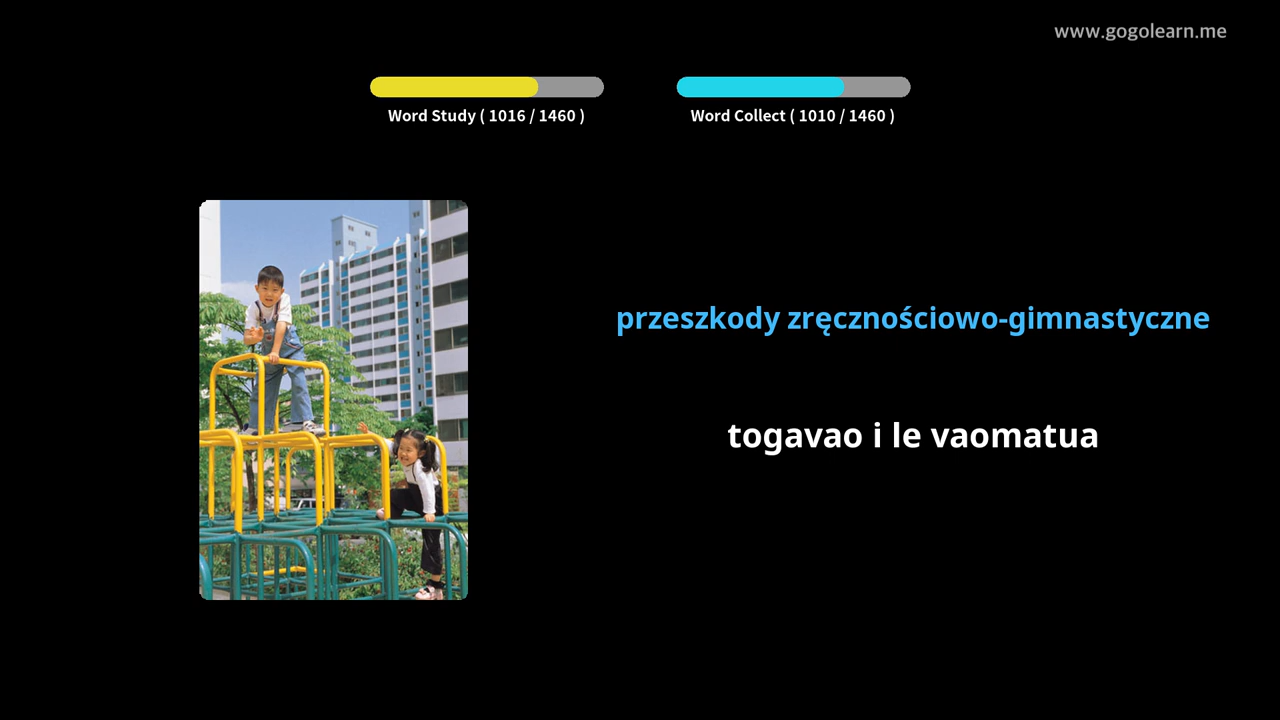 www.gogolearn.me
Word Study ( 1016 / 1460 )
Word Collect ( 1010 / 1460 )
przeszkody zręcznościowo-gimnastyczne
togavao i le vaomatua